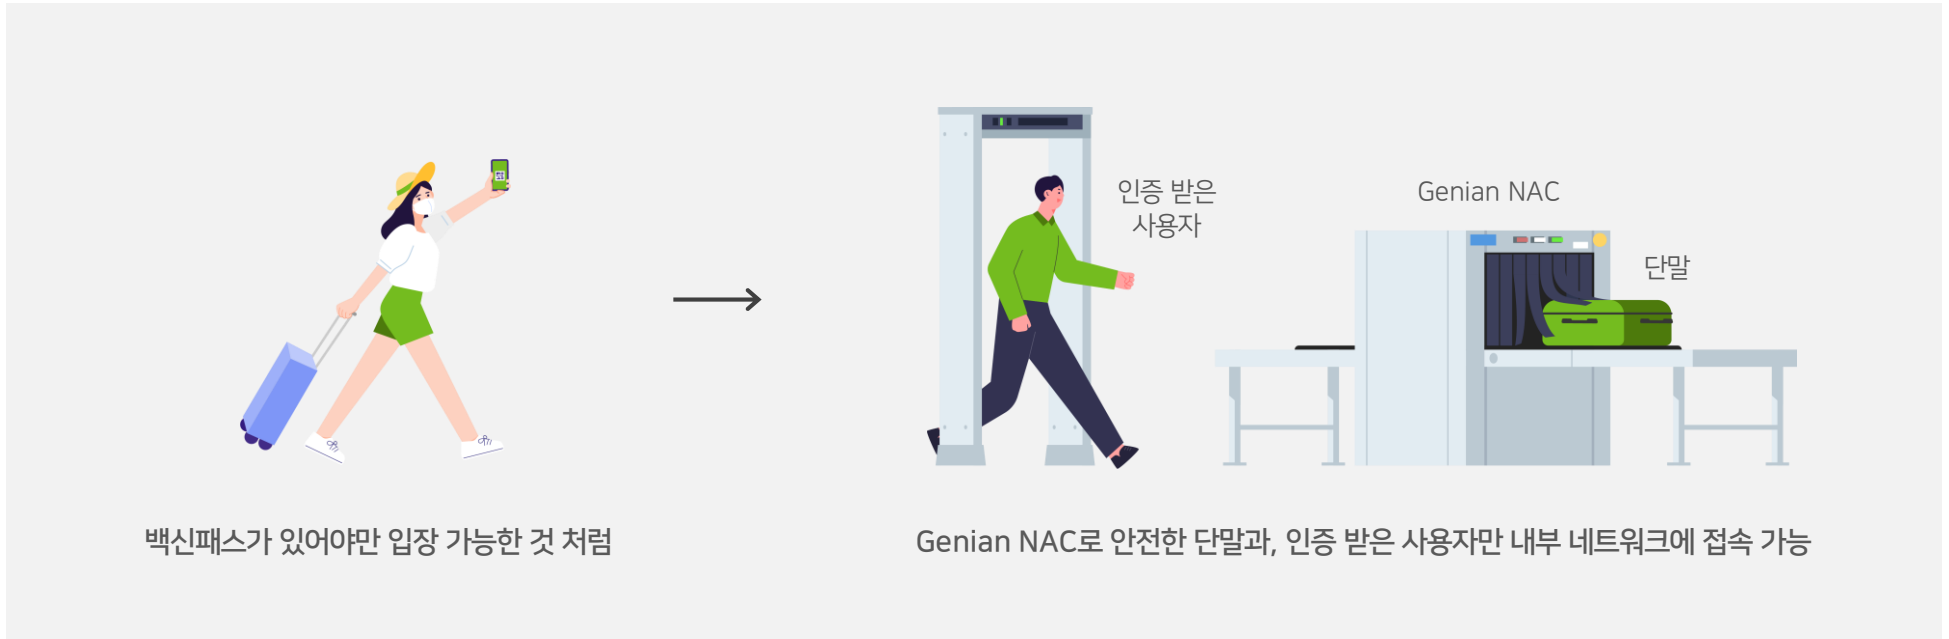 인증 받은
사용자
Genian NAC
단말
백신패스가 있어야만 입장 가능한 것 처럼
Genian NAC로 안전한 단말과, 인증 받은 사용자만 내부 네트워크에 접속 가능